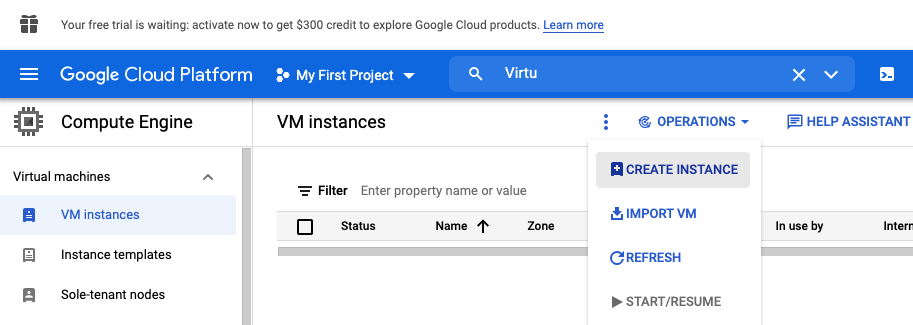 Your free trial is waiting: activate now to get $300 credit to explore Google Cloud products. Learn more
Google Cloud Platform My First Project Virtu
Compute Engine VM instances OPERATIONS HELP ASSISTANT
Virtual machines
CREATE INSTANCE
Filter Enter property name or value
VM instances
IMPORT VM
Status Name Zone In use by Intern
Instance templates
REFRESH
Sole-tenant nodes
START/RESUME